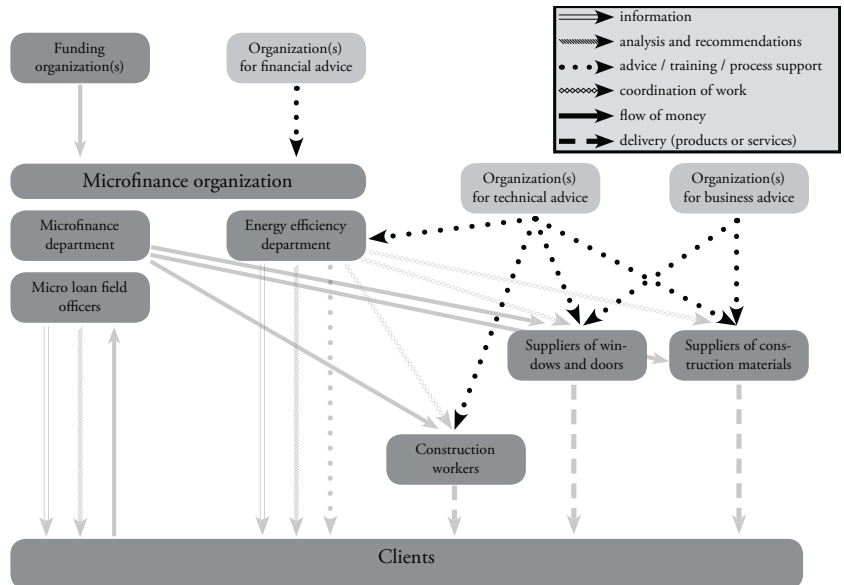 information
analysis and recommendations
advice / training / process support
coordination of work
flow of money
delivery (products or services)
Funding
organization(s)
Organization(s)
for financial advice
Microfinance organization
Organization(s)
for technical advice
Organization(s)
for business advice
Microfinance
department
Energy efficiency
department
Micro loan field
officers
Suppliers of win-
dows and doors
Suppliers of cons-
truction materials
Construction
workers
Clients